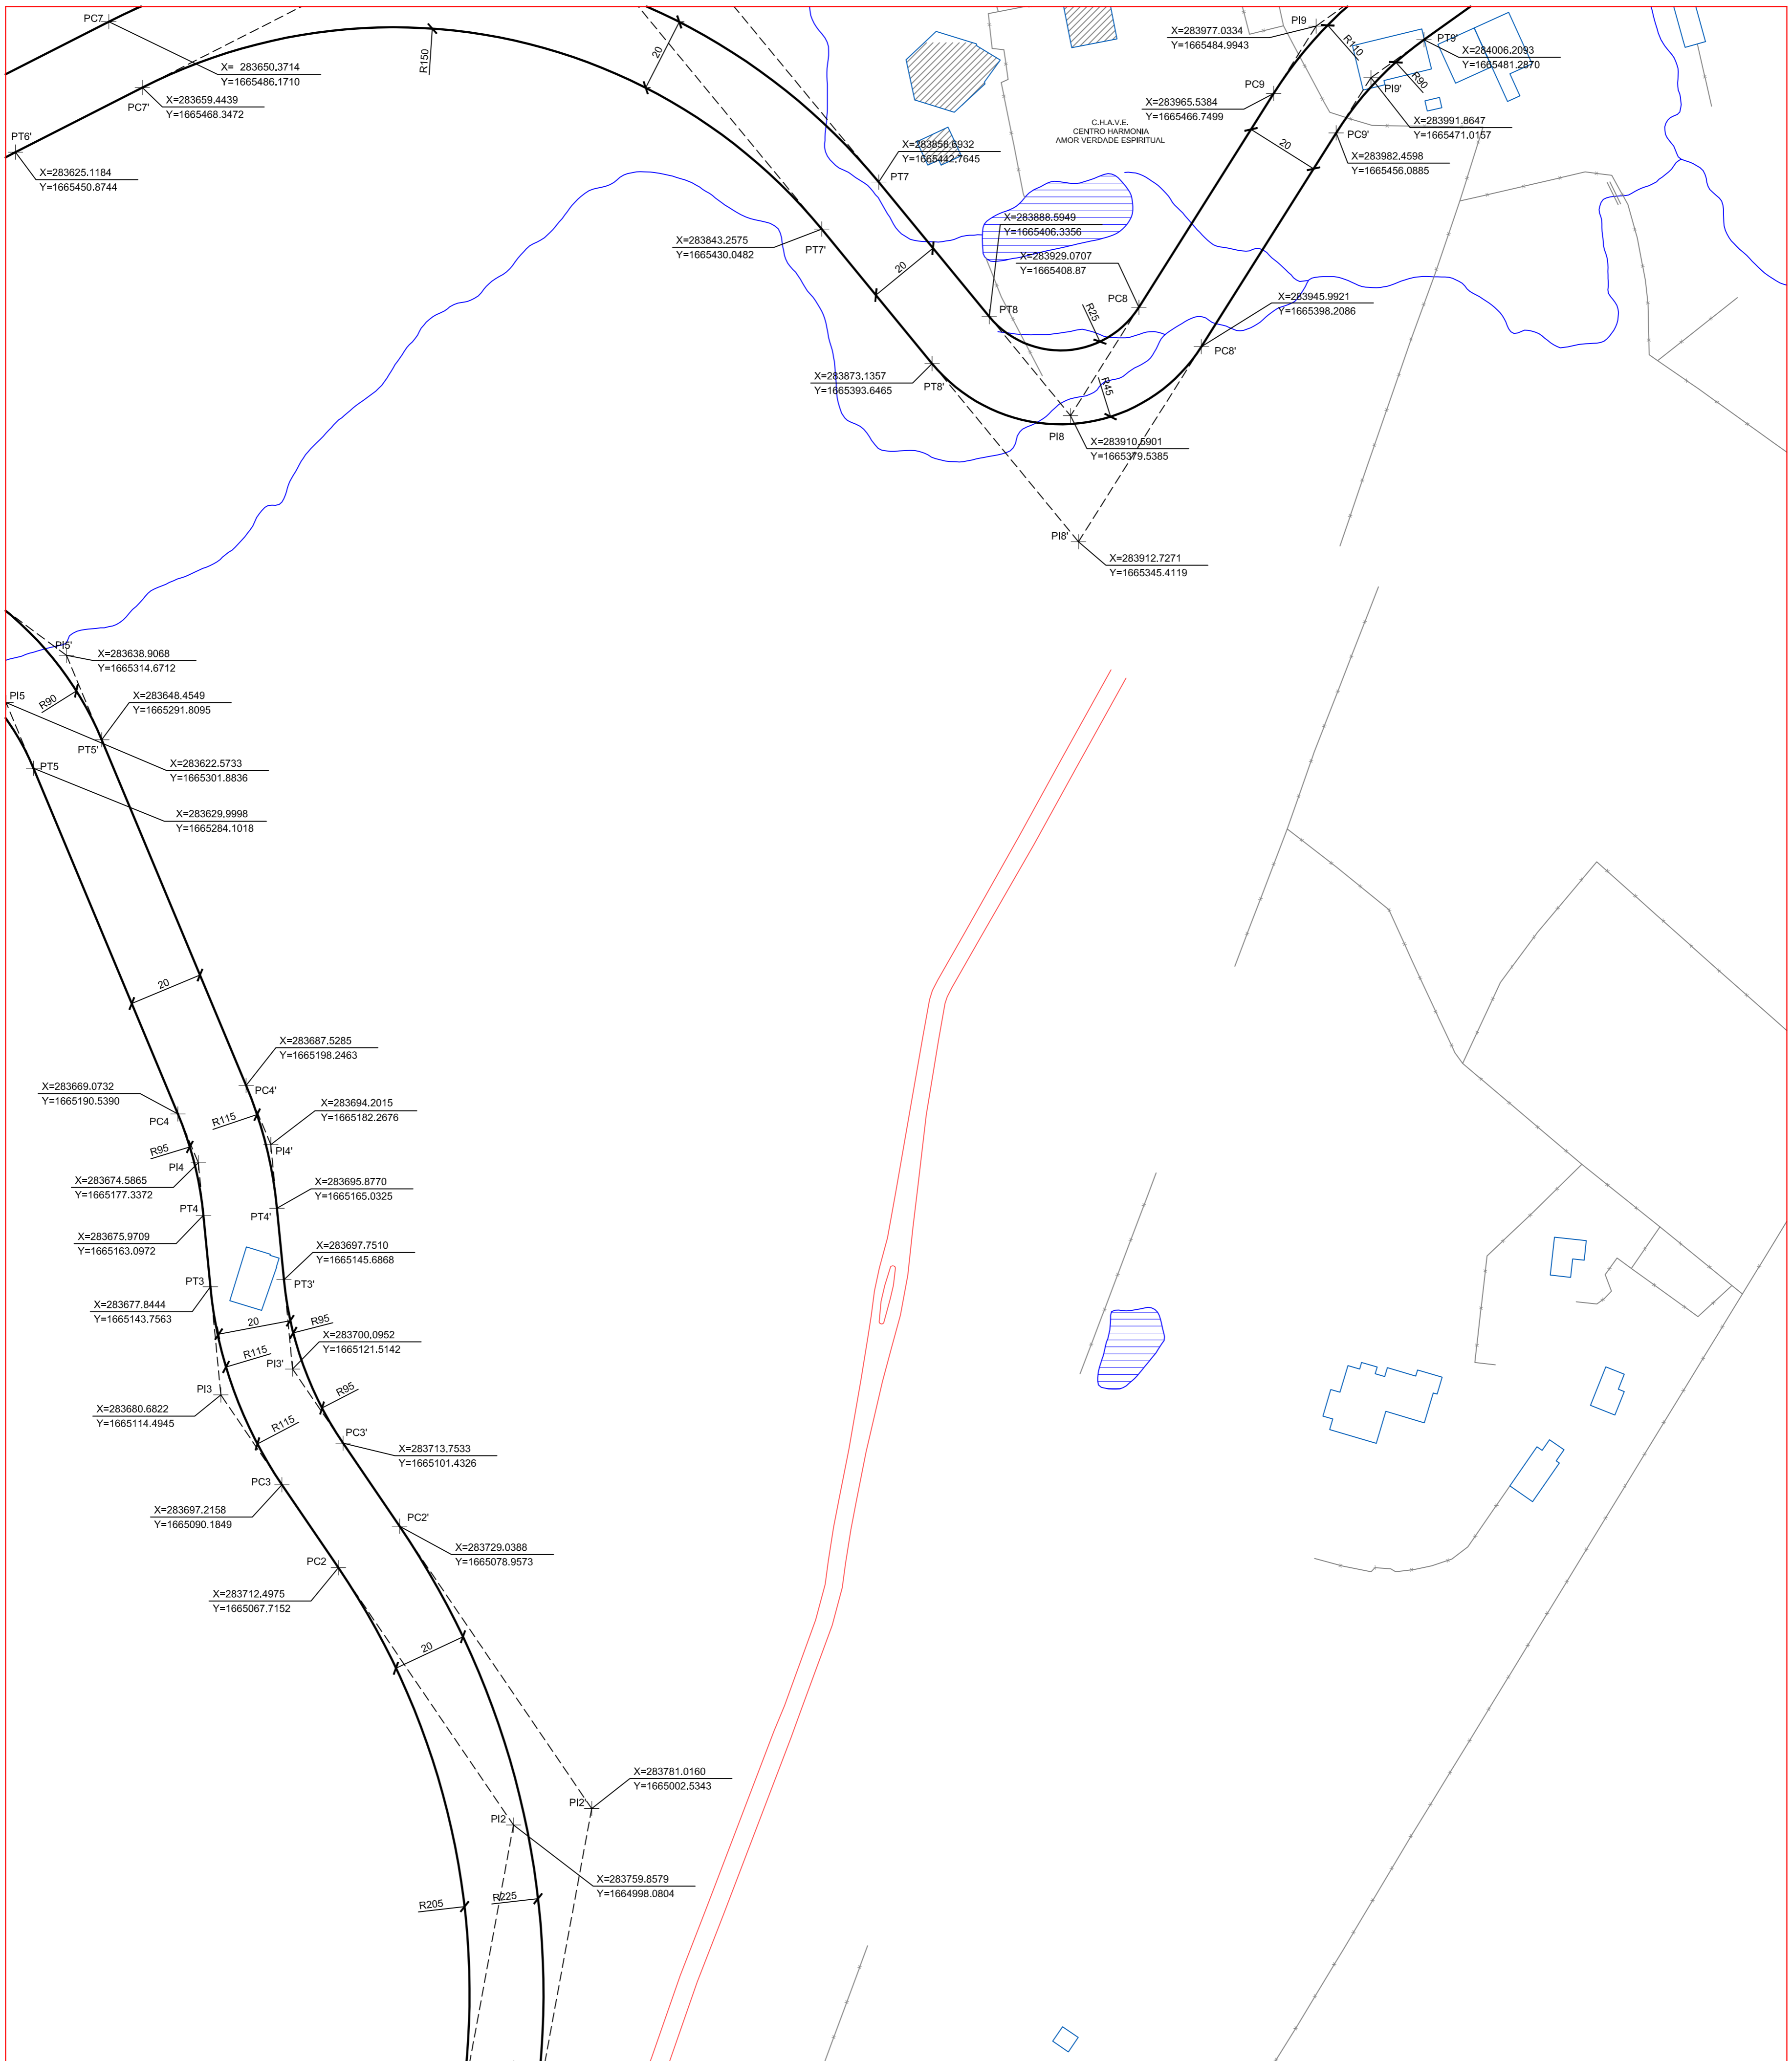 PC7
X= 283650.3714
Y=1665486.1710
PC7'
X=283659.4439
Y=1665468.3472
PT6'
X=283625.1184
Y=1665450.8744
R150
20
X=283977.0334
Y=1665484.9943
PI9
R110
PT9'
X=284006.2093
Y=1665481.2870
PC9
PI9'
R90
X=283965.5384
Y=1665466.7499
C.H.A.V.E.
CENTRO HARMONIA
AMOR VERDADE ESPIRITUAL
X=283991.8647
Y=1665471.0157
PC9'
20
X=283982.4598
Y=1665456.0885
Y=1665442.7645
PT7
X=283843.2575
Y=1665430.0482
PT7'
X=283888.5949
Y=1665406.3356
20
X=283929.0707
Y=1665408.87
PC8
R25
PT8
X=283945.9921
Y=1665398.2086
PC8'
X=283873.1357
Y=1665393.6465
PT8'
R45
PI8
X=283910.5901
Y=1665379.5385
PI8'
X=283912.7271
Y=1665345.4119
PI5'
X=283638.9068
Y=1665314.6712
PI5
R90
X=283648.4549
Y=1665291.8095
PT5'
PT5
X=283622.5733
Y=1665301.8836
X=283629.9998
Y=1665284.1018
20
X=283687.5285
Y=1665198.2463
X=283669.0732
Y=1665190.5390
PC4'
PC4
R115
X=283694.2015
Y=1665182.2676
R95
PI4'
PI4
X=283674.5865
Y=1665177.3372
X=283695.8770
Y=1665165.0325
PT4
PT4'
X=283675.9709
Y=1665163.0972
X=283697.7510
Y=1665145.6868
PT3
PT3'
X=283677.8444
Y=1665143.7563
20
R95
X=283700.0952
Y=1665121.5142
R115
PI3'
PI3
R95
X=283680.6822
Y=1665114.4945
R115
PC3'
X=283713.7533
Y=1665101.4326
PC3
X=283697.2158
Y=1665090.1849
PC2'
X=283729.0388
Y=1665078.9573
PC2
X=283712.4975
Y=1665067.7152
20
X=283781.0160
Y=1665002.5343
PI2'
PI2
X=283759.8579
Y=1664998.0804
R205
R225